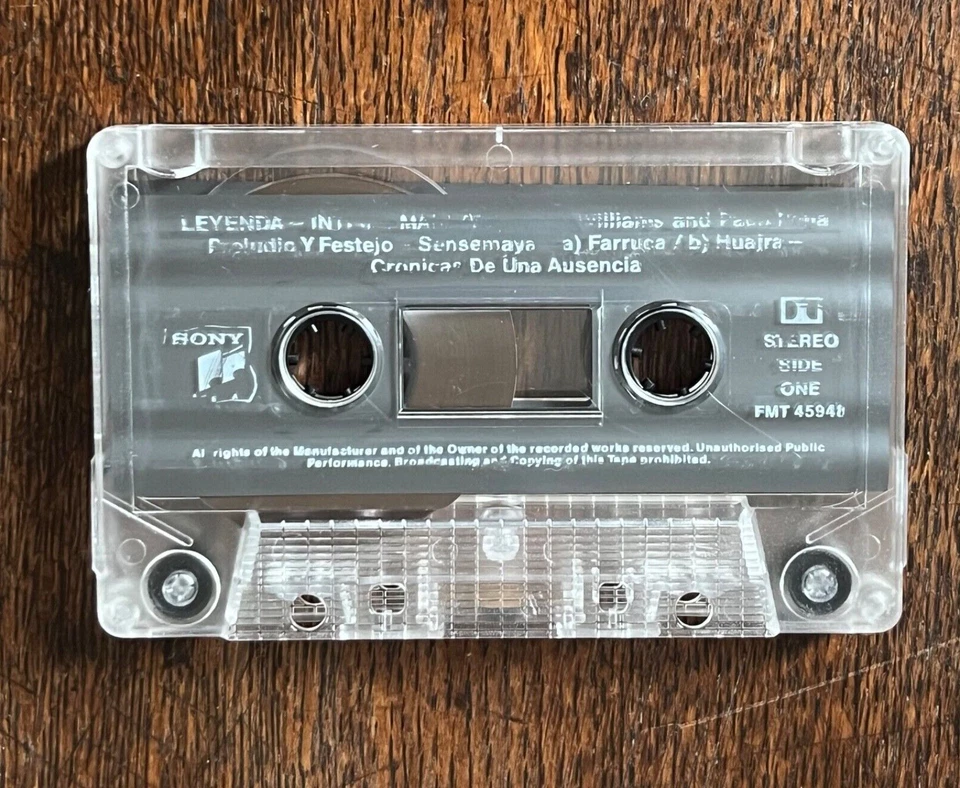 LEYENDA – Williams and
Preludio Y Festejo – Sensemaya a) Farruca / b) Huajra –
Cronicas De Una Ausencia
SONY
STEREO
SIDE
ONE
FMT
All rights of the Manufacturer and of the Owner of the recorded works reserved. Unauthorised Public
Performance, Broadcasting and Copying of this Tape prohibited.